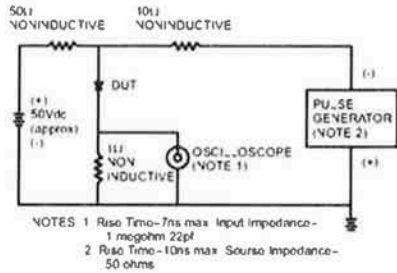 50Ω
NONINDUCTIVE
10Ω
NONINDUCTIVE
DUT
(+)
50Vdc
(approx)
(-)
1Ω
NON
INDUCTIVE
OSCILLOSCOPE
(NOTE 1)
(-)
PULSE
GENERATOR
(NOTE 2)
(+)
NOTES 1 Rise Time-7ns max Input Impedance-
1 megohm 22pf
2 Rise Time-10ns max Sourse Impedance-
50 ohms